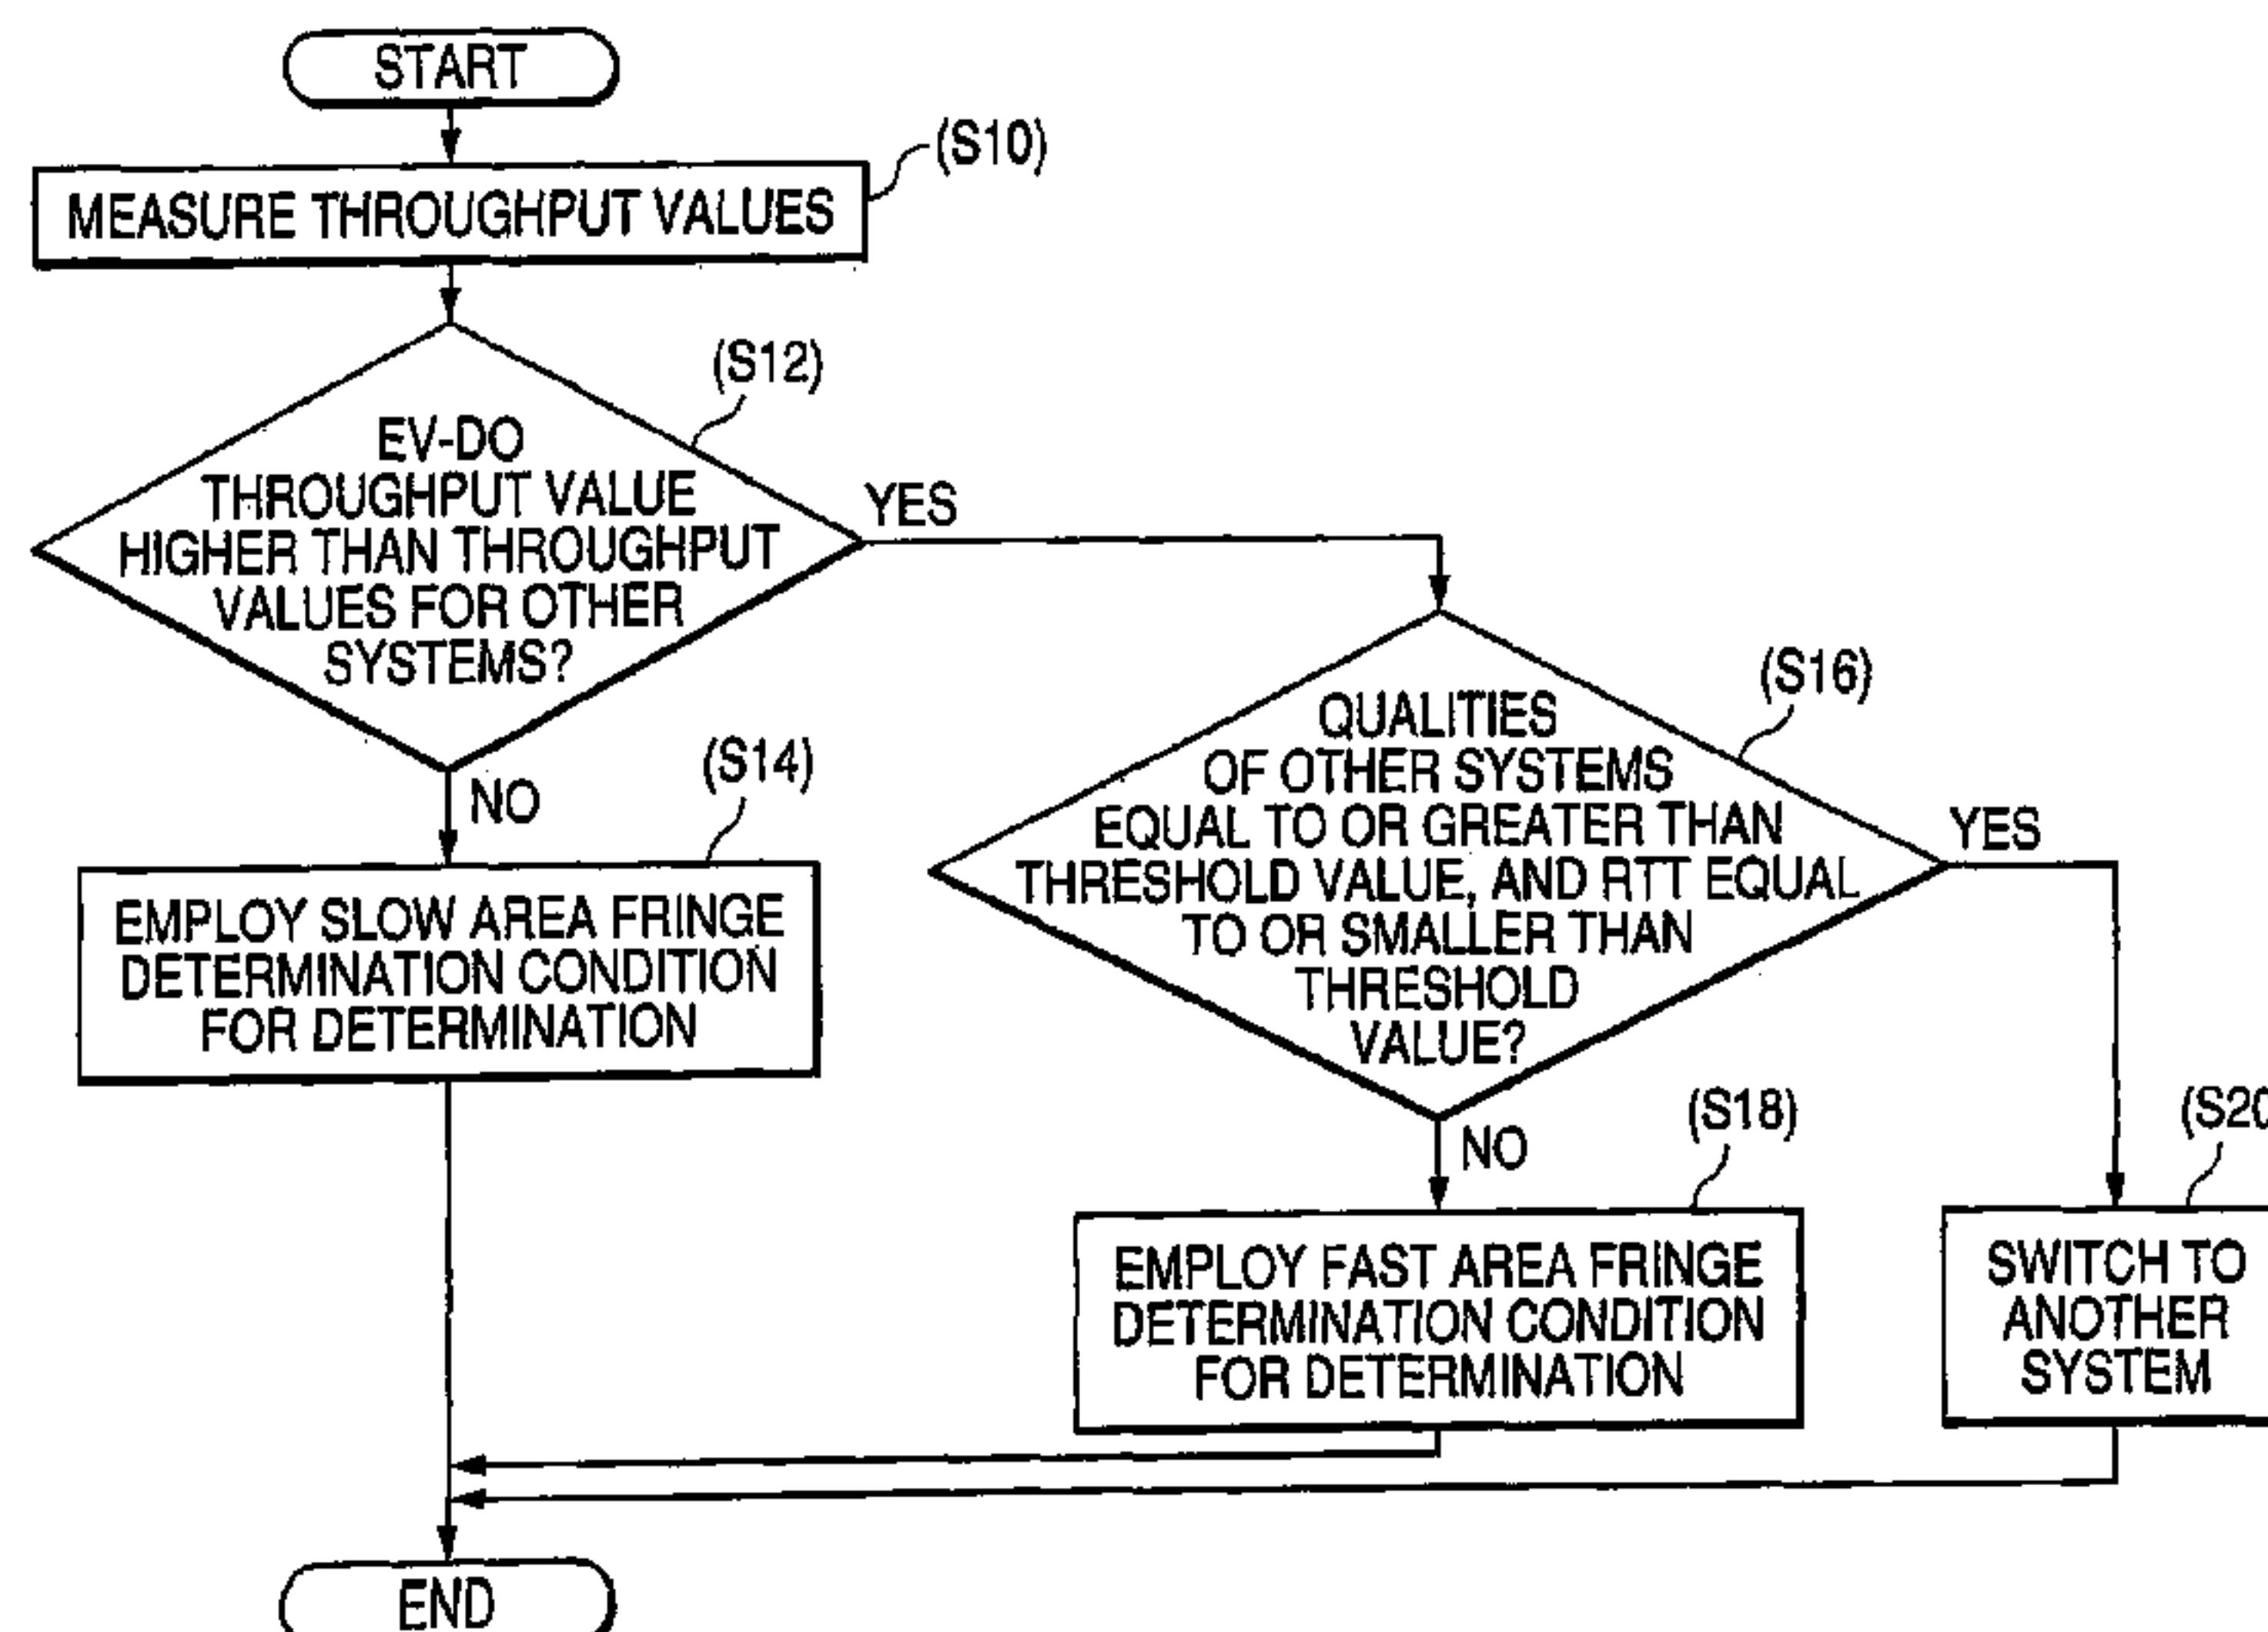 START
(S10)
MEASURE THROUGHPUT VALUES
(S12)
EV-DO
THROUGHPUT VALUE
HIGHER THAN THROUGHPUT
VALUES FOR OTHER
SYSTEMS?
YES
NO
(S14)
EMPLOY SLOW AREA FRINGE
DETERMINATION CONDITION
FOR DETERMINATION
(S16)
QUALITIES
OF OTHER SYSTEMS
EQUAL TO OR GREATER THAN
THRESHOLD VALUE, AND RTT EQUAL
TO OR SMALLER THAN
THRESHOLD
VALUE?
YES
NO
(S18)
EMPLOY FAST AREA FRINGE
DETERMINATION CONDITION
FOR DETERMINATION
(S20
SWITCH TO
ANOTHER
SYSTEM
END